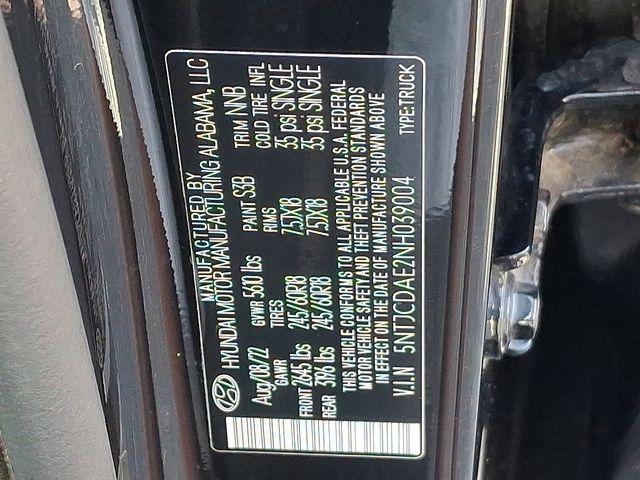 MANUFACTURED BY
HYUNDAI MOTOR MANUFACTURING ALABAMA, LLC
Aug/08/22 GVWR 5610 lbs PAINT S3B TRIM NNB
GAWR TIRES RIMS COLD TIRE INFL
FRONT 2645 lbs 245/60R18 7.5JX18 35 psi SINGLE
REAR 3196 lbs 245/60R18 7.5JX18 35 psi SINGLE
THIS VEHICLE CONFORMS TO ALL APPLICABLE U.S.A. FEDERAL
MOTOR VEHICLE SAFETY AND THEFT PREVENTION STANDARDS
IN EFFECT ON THE DATE OF MANUFACTURE SHOWN ABOVE
V.I.N 5NTJCDAE2NH039004 TYPE:TRUCK